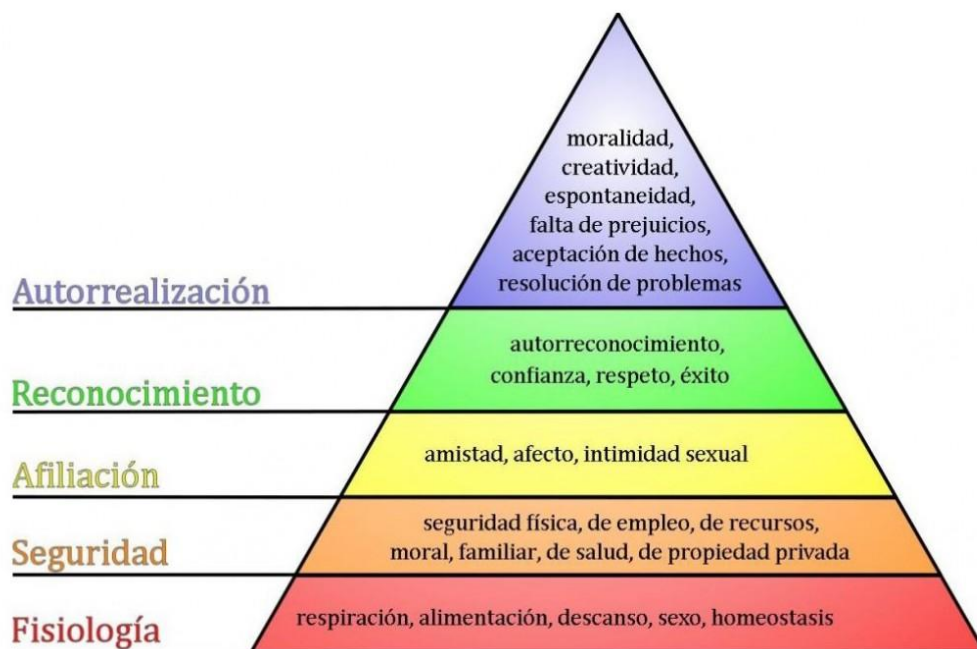 moralidad,
creatividad,
espontaneidad,
falta de prejuicios,
aceptación de hechos,
resolución de problemas
Autorrealización
autorreconocimiento,
confianza, respeto, éxito
Reconocimiento
amistad, afecto, intimidad sexual
Afiliación
seguridad física, de empleo, de recursos,
moral, familiar, de salud, de propiedad privada
Seguridad
respiración, alimentación, descanso, sexo, homeostasis
Fisiología